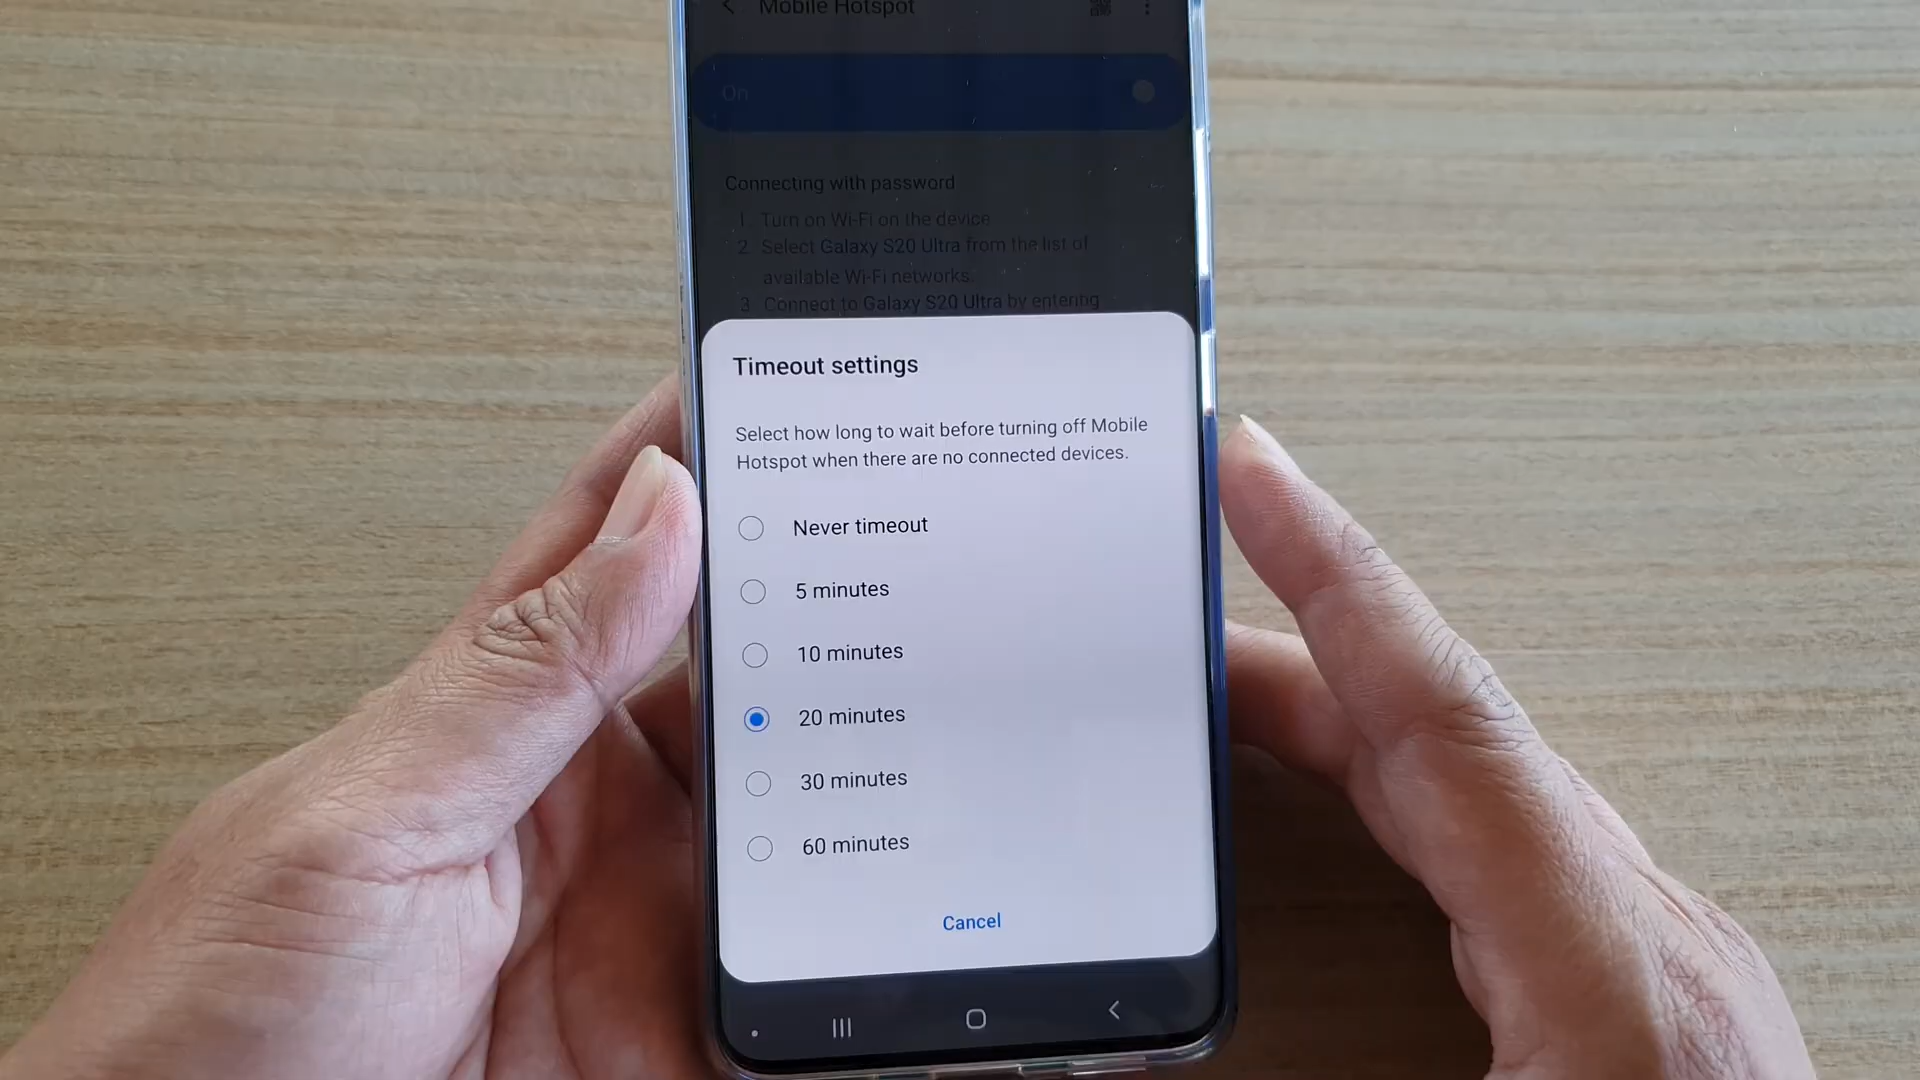 Mobile Hotspot
On
Connecting with password
1 Turn on Wi-Fi on the device
2 Select Galaxy S20 Ultra from the list of
available Wi-Fi networks.
3 Connect to Galaxy S20 Ultra by entering
Timeout settings
Select how long to wait before turning off Mobile
Hotspot when there are no connected devices.
Never timeout
5 minutes
10 minutes
20 minutes
30 minutes
60 minutes
Cancel